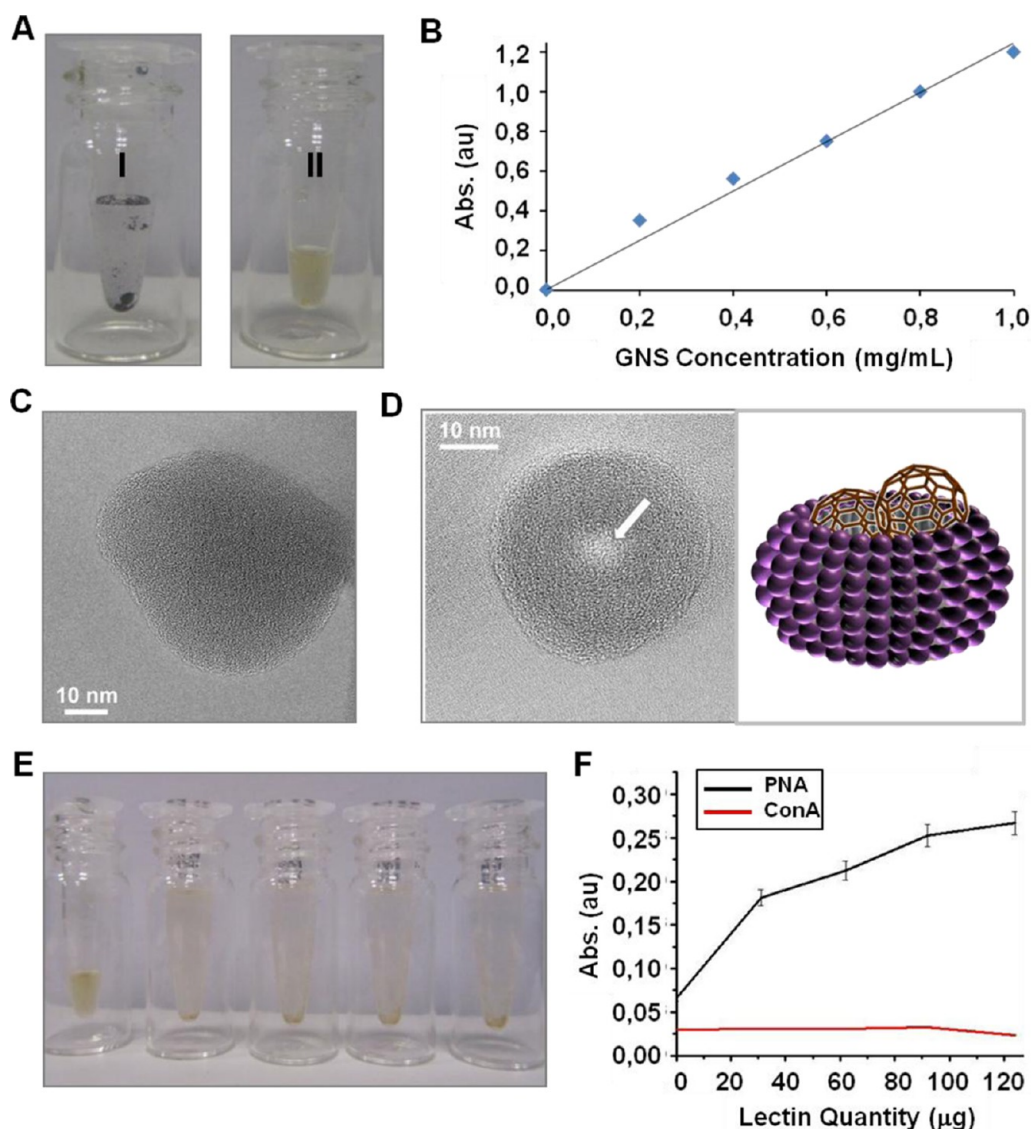 A
I
II
B
Abs. (au)
1,2
1,0
0,8
0,6
0,4
0,2
0,0
0,0 0,2 0,4 0,6 0,8 1,0
GNS Concentration (mg/mL)
C
10 nm
D
10 nm
E
F
PNA
ConA
Abs. (au)
0,30
0,25
0,20
0,15
0,10
0,05
0,00
0 20 40 60 80 100 120
Lectin Quantity (µg)